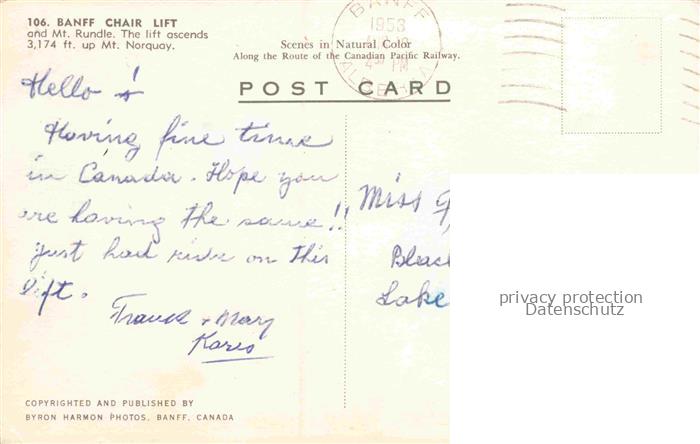 106. BANFF CHAIR LIFT
and Mt. Rundle. The lift ascends
3,174 ft. up Mt. Norquay.
BANFF
1953
PM
ALBERTA
Scenes in Natural Color
Along the Route of the Canadian Pacific Railway.
POST CARD
Hello!
Having fine time
in Canada. Hope you
are having the same!!
Just had ride on this
lift.
Mary
Miss
Lake
privacy protection
Datenschutz
COPYRIGHTED AND PUBLISHED BY
BYRON HARMON PHOTOS, BANFF, CANADA